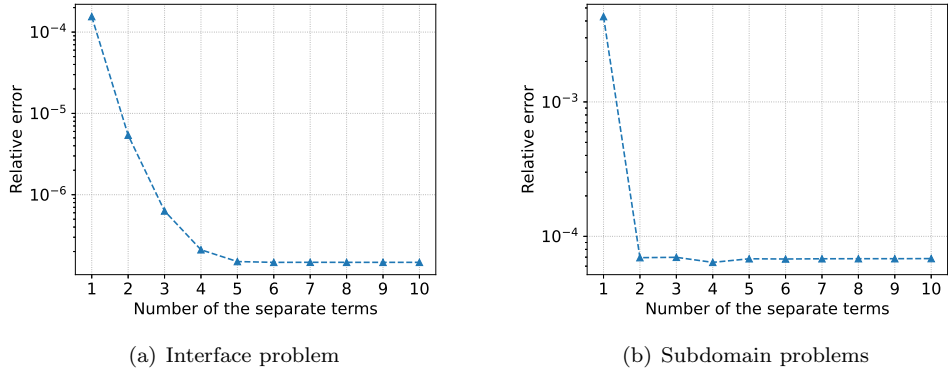 10⁻⁴
10⁻⁵
10⁻⁶
Relative error
1 2 3 4 5 6 7 8 9 10
Number of the separate terms
(a) Interface problem
10⁻³
10⁻⁴
Relative error
1 2 3 4 5 6 7 8 9 10
Number of the separate terms
(b) Subdomain problems